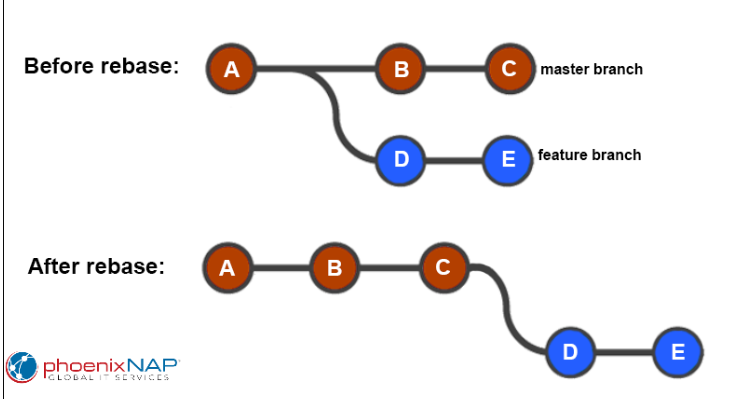 Before rebase:
A
B
C
master branch
D
E
feature branch
After rebase:
A
B
C
D
E
phoenixNAP
GLOBAL IT SERVICES